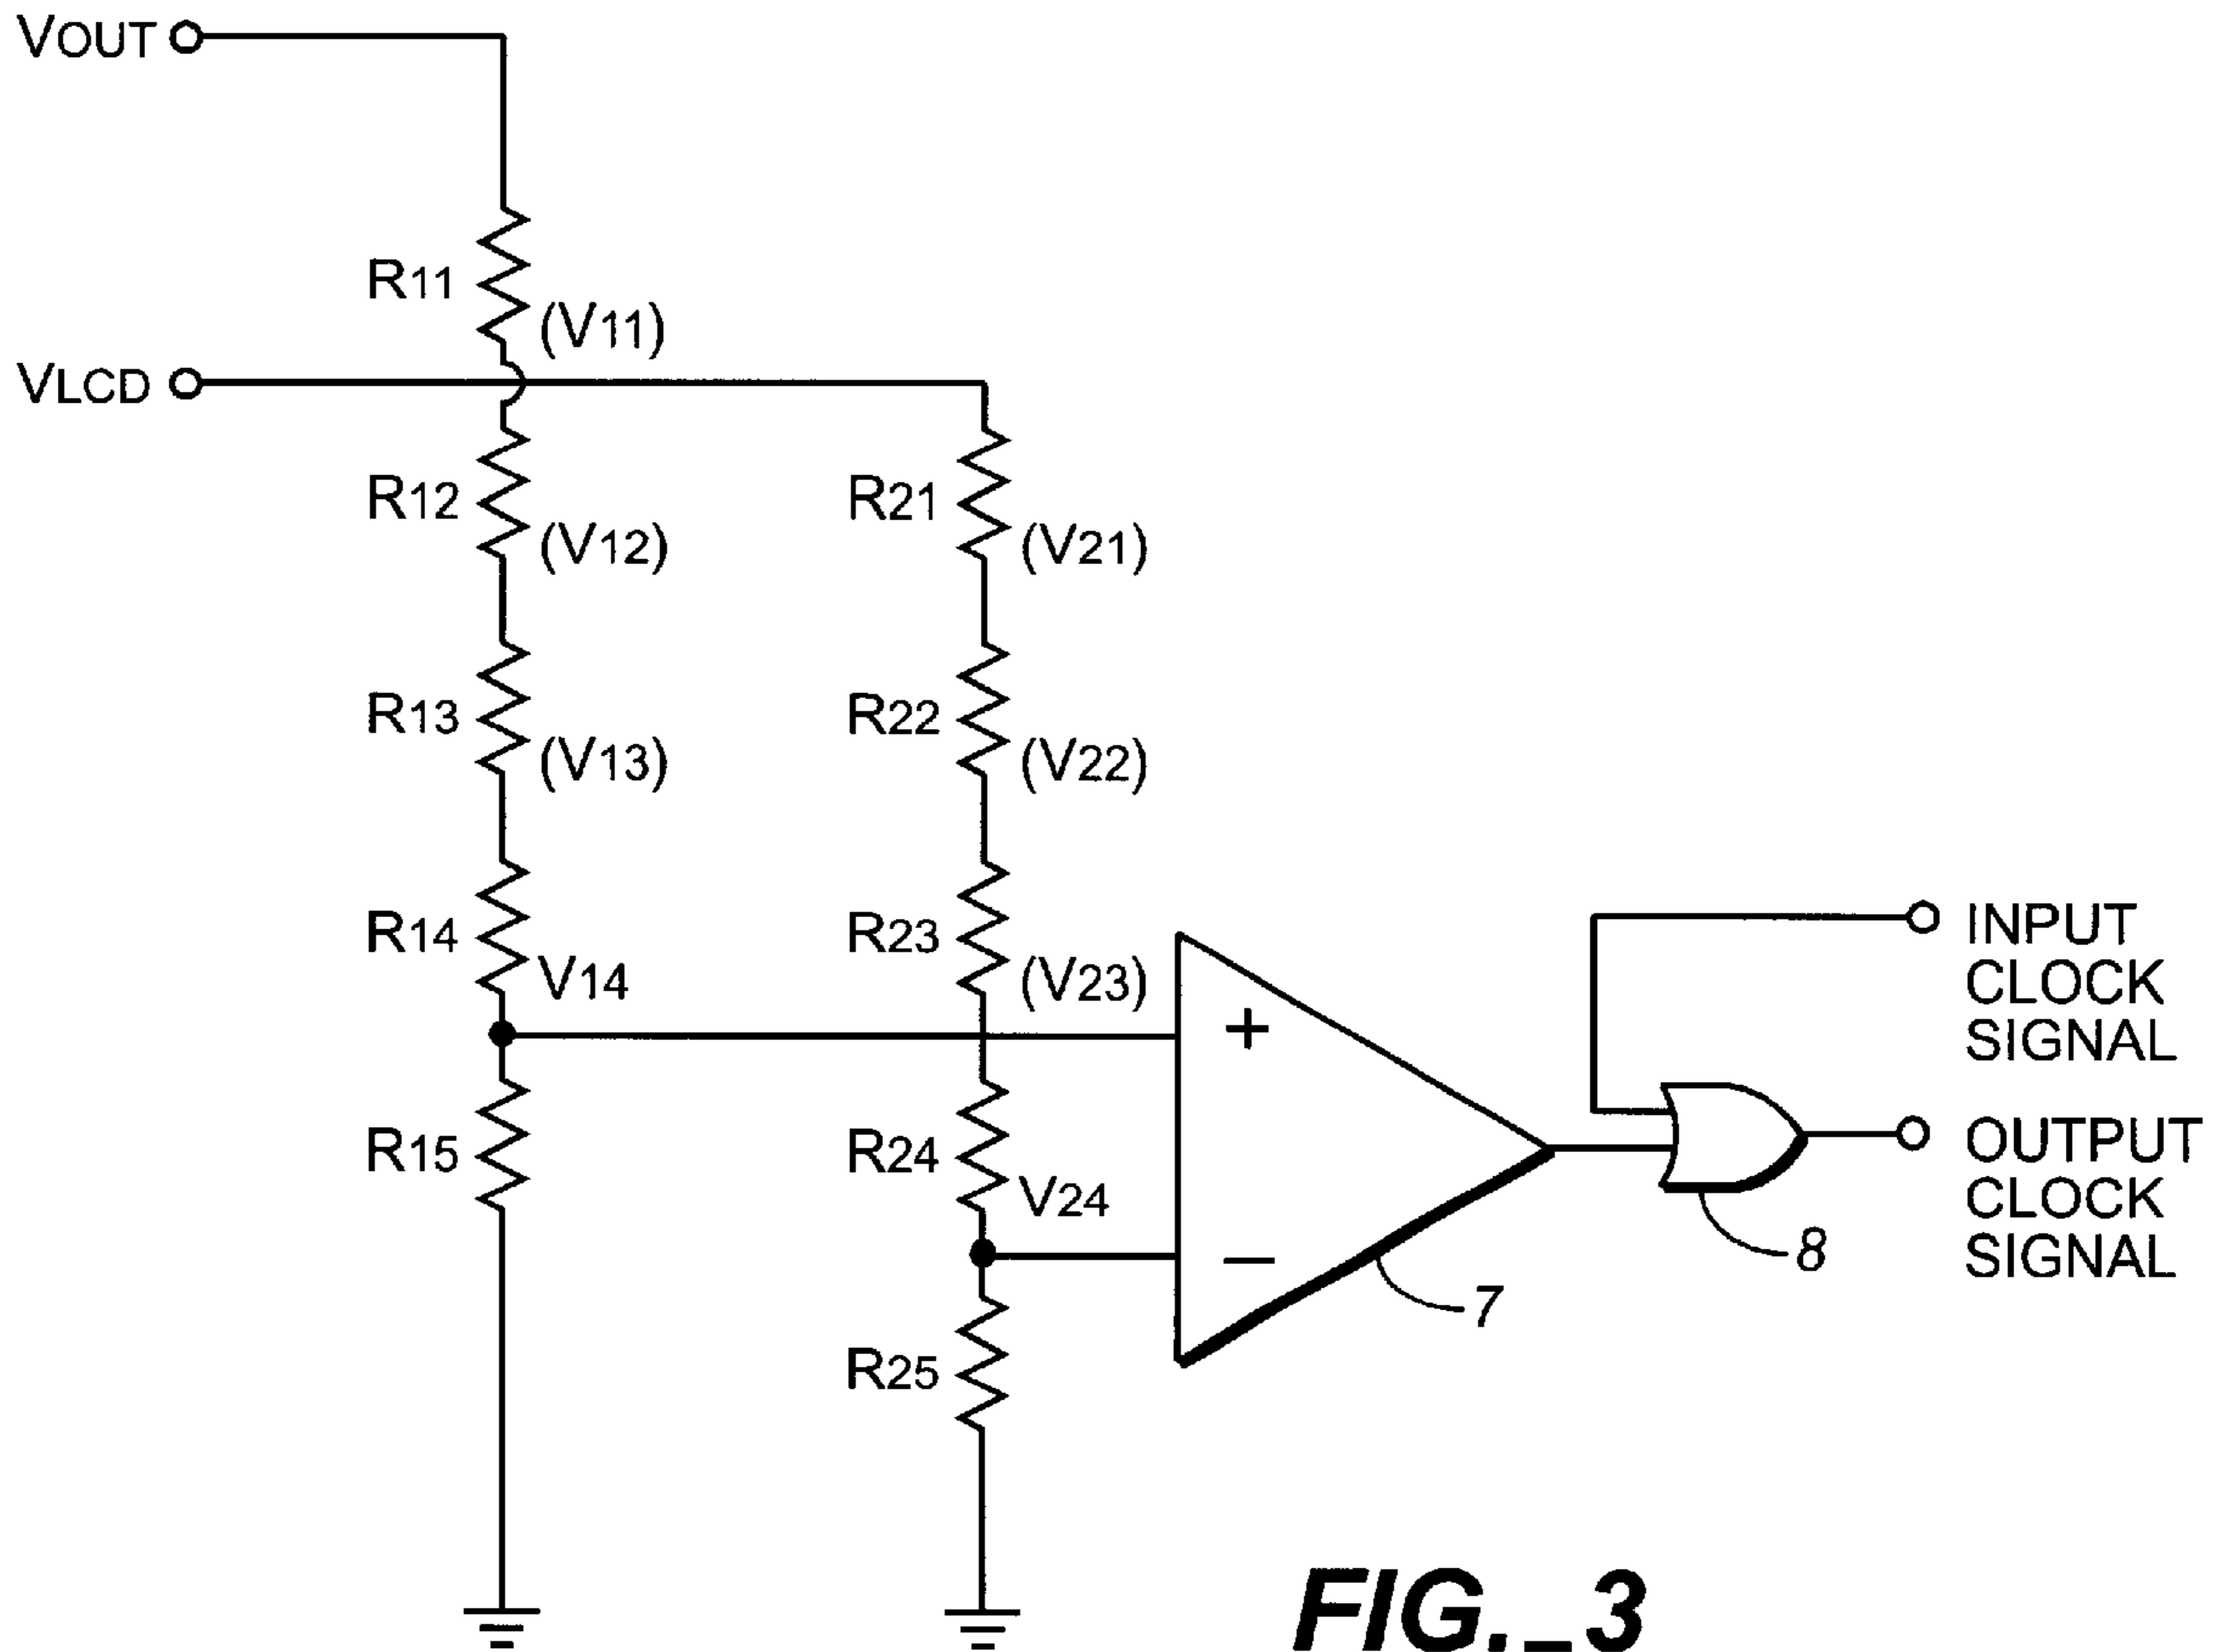 VOUT
R11
(V11)
VLCD
R12
(V12)
R21
(V21)
R13
(V13)
R22
(V22)
R14
V14
R23
(V23)
+
INPUT
CLOCK
SIGNAL
R15
R24
V24
OUTPUT
CLOCK
SIGNAL
8
−
7
R25
FIG._3